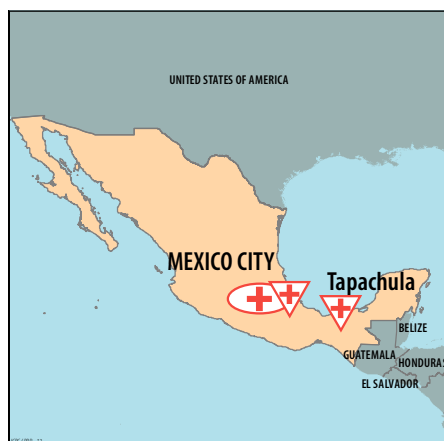 UNITED STATES OF AMERICA
MEXICO CITY
Tapachula
BELIZE
GUATEMALA
HONDURAS
EL SALVADOR